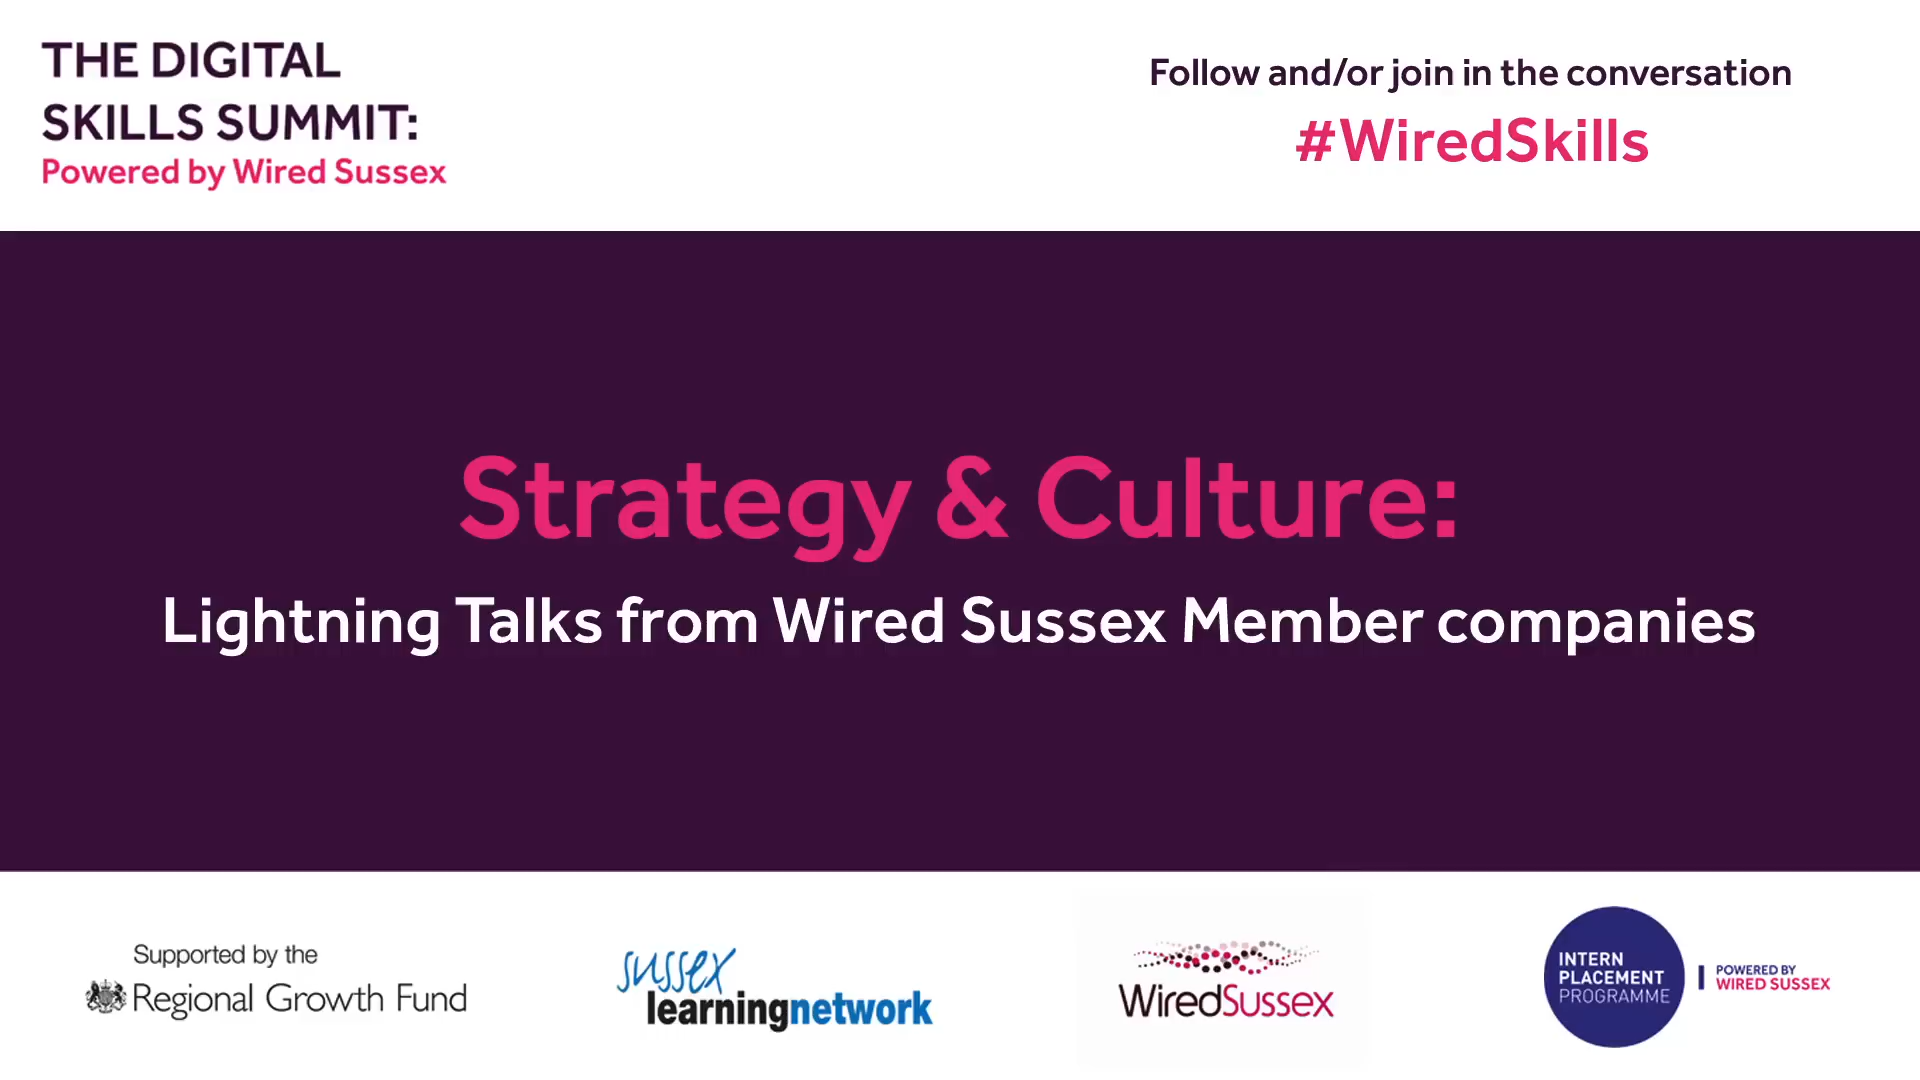 THE DIGITAL
SKILLS SUMMIT:
Powered by Wired Sussex
Follow and/or join in the conversation
#WiredSkills
Strategy & Culture:
Lightning Talks from Wired Sussex Member companies
Supported by the
Regional Growth Fund
sussex
learningnetwork
WiredSussex
INTERN
PLACEMENT
PROGRAMME
POWERED BY
WIRED SUSSEX